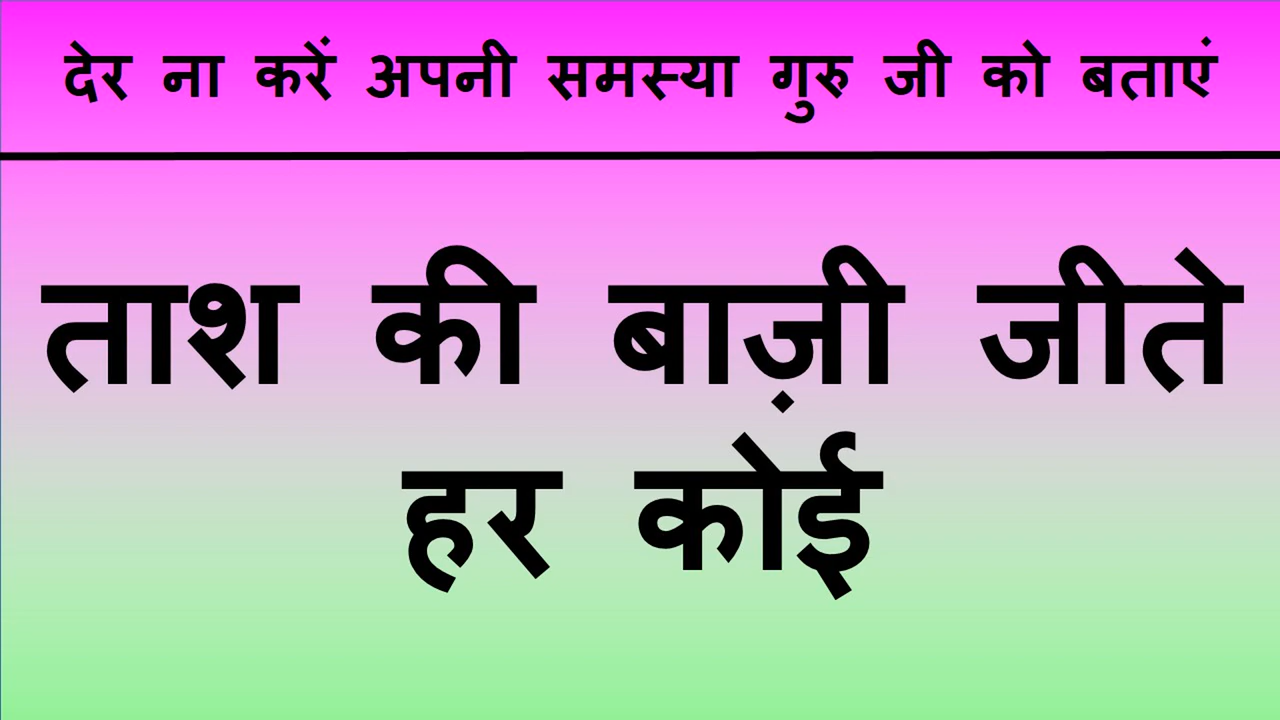 देर ना करें अपनी समस्या गुरु जी को बताएं
ताश की बाज़ी जीते
हर कोई